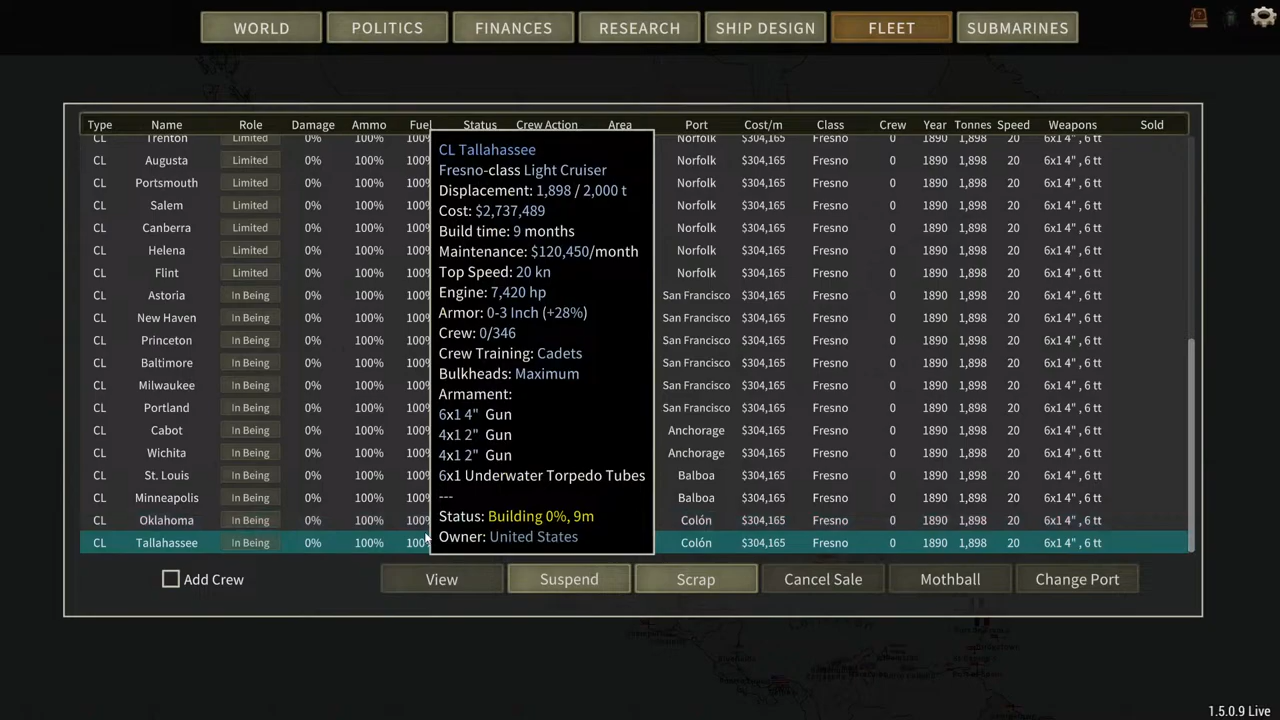 WORLD POLITICS FINANCES RESEARCH SHIP DESIGN FLEET SUBMARINES
Type Name Role Damage Ammo Fuel Status Crew Action Area Port Cost/m Class Crew Year Tonnes Speed Weapons Sold
CL Trenton Limited 0% 100% 100% Norfolk $304,165 Fresno 0 1890 1,898 20 6x1 4", 6 tt
CL Augusta Limited 0% 100% 100% Norfolk $304,165 Fresno 0 1890 1,898 20 6x1 4", 6 tt
CL Portsmouth Limited 0% 100% 100% Norfolk $304,165 Fresno 0 1890 1,898 20 6x1 4", 6 tt
CL Salem Limited 0% 100% 100% Norfolk $304,165 Fresno 0 1890 1,898 20 6x1 4", 6 tt
CL Canberra Limited 0% 100% 100% Norfolk $304,165 Fresno 0 1890 1,898 20 6x1 4", 6 tt
CL Helena Limited 0% 100% 100% Norfolk $304,165 Fresno 0 1890 1,898 20 6x1 4", 6 tt
CL Flint Limited 0% 100% 100% Norfolk $304,165 Fresno 0 1890 1,898 20 6x1 4", 6 tt
CL Astoria In Being 0% 100% 100% San Francisco $304,165 Fresno 0 1890 1,898 20 6x1 4", 6 tt
CL New Haven In Being 0% 100% 100% San Francisco $304,165 Fresno 0 1890 1,898 20 6x1 4", 6 tt
CL Princeton In Being 0% 100% 100% San Francisco $304,165 Fresno 0 1890 1,898 20 6x1 4", 6 tt
CL Baltimore In Being 0% 100% 100% San Francisco $304,165 Fresno 0 1890 1,898 20 6x1 4", 6 tt
CL Milwaukee In Being 0% 100% 100% San Francisco $304,165 Fresno 0 1890 1,898 20 6x1 4", 6 tt
CL Portland In Being 0% 100% 100% San Francisco $304,165 Fresno 0 1890 1,898 20 6x1 4", 6 tt
CL Cabot In Being 0% 100% 100% Anchorage $304,165 Fresno 0 1890 1,898 20 6x1 4", 6 tt
CL Wichita In Being 0% 100% 100% Anchorage $304,165 Fresno 0 1890 1,898 20 6x1 4", 6 tt
CL St. Louis In Being 0% 100% 100% Balboa $304,165 Fresno 0 1890 1,898 20 6x1 4", 6 tt
CL Minneapolis In Being 0% 100% 100% Balboa $304,165 Fresno 0 1890 1,898 20 6x1 4", 6 tt
CL Oklahoma In Being 0% 100% 100% Colón $304,165 Fresno 0 1890 1,898 20 6x1 4", 6 tt
CL Tallahassee In Being 0% 100% 100% Colón $304,165 Fresno 0 1890 1,898 20 6x1 4", 6 tt
CL Tallahassee
Fresno-class Light Cruiser
Displacement: 1,898 / 2,000 t
Cost: $2,737,489
Build time: 9 months
Maintenance: $120,450/month
Top Speed: 20 kn
Engine: 7,420 hp
Armor: 0-3 Inch (+28%)
Crew: 0/346
Crew Training: Cadets
Bulkheads: Maximum
Armament:
6x1 4" Gun
4x1 2" Gun
4x1 2" Gun
6x1 Underwater Torpedo Tubes
---
Status: Building 0%, 9m
Owner: United States
Add Crew View Suspend Scrap Cancel Sale Mothball Change Port
1.5.0.9 Live